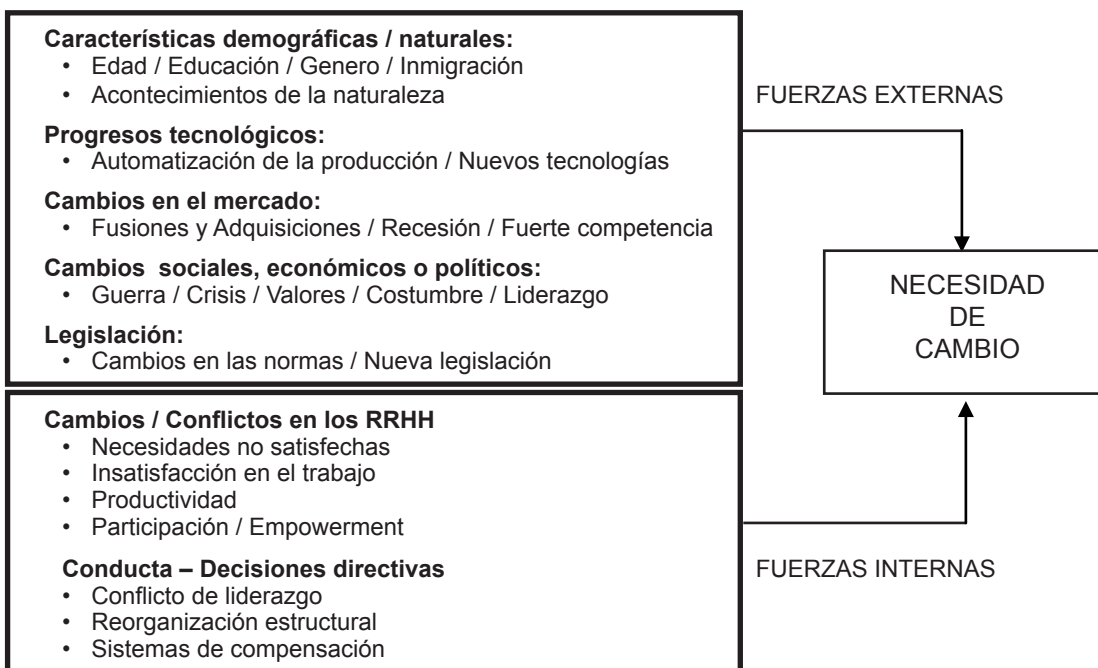 Características demográficas / naturales:
• Edad / Educación / Genero / Inmigración
• Acontecimientos de la naturaleza
Progresos tecnológicos:
• Automatización de la producción / Nuevos tecnologías
Cambios en el mercado:
• Fusiones y Adquisiciones / Recesión / Fuerte competencia
Cambios sociales, económicos o políticos:
• Guerra / Crisis / Valores / Costumbre / Liderazgo
Legislación:
• Cambios en las normas / Nueva legislación
FUERZAS EXTERNAS
NECESIDAD
DE
CAMBIO
Cambios / Conflictos en los RRHH
• Necesidades no satisfechas
• Insatisfacción en el trabajo
• Productividad
• Participación / Empowerment
Conducta – Decisiones directivas
• Conflicto de liderazgo
• Reorganización estructural
• Sistemas de compensación
FUERZAS INTERNAS